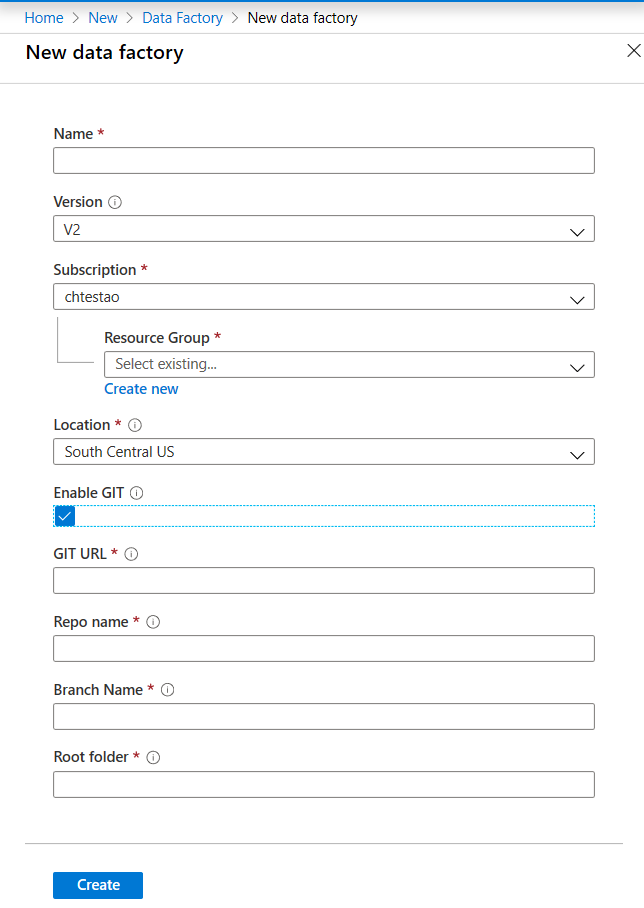 Home > New > Data Factory > New data factory
New data factory
Name *
Version
V2
Subscription *
chtestao
Resource Group *
Select existing...
Create new
Location *
South Central US
Enable GIT
GIT URL *
Repo name *
Branch Name *
Root folder *
Create